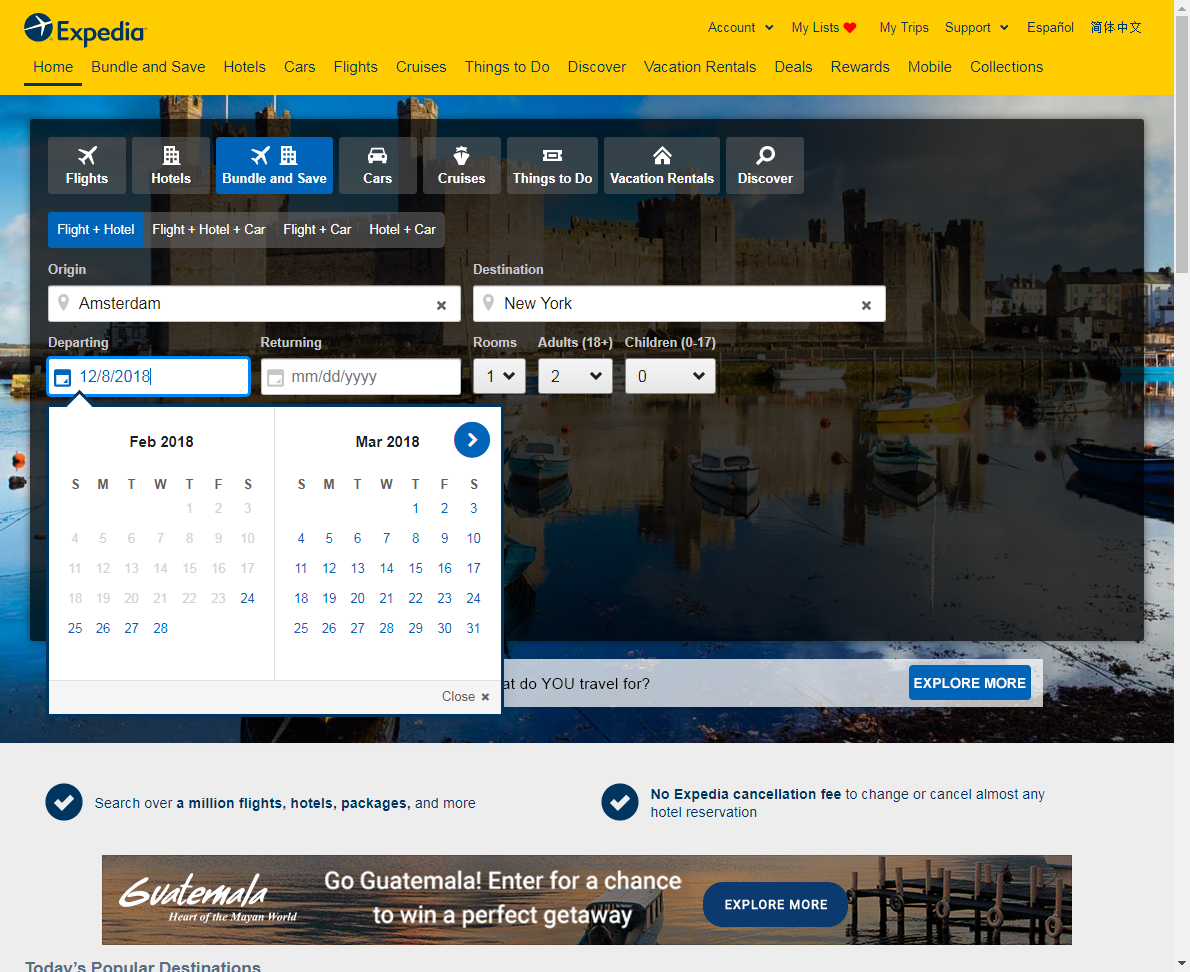 Expedia
Account My Lists My Trips Support Español 简体中文
Home Bundle and Save Hotels Cars Flights Cruises Things to Do Discover Vacation Rentals Deals Rewards Mobile Collections
Flights Hotels Bundle and Save Cars Cruises Things to Do Vacation Rentals Discover
Flight + Hotel Flight + Hotel + Car Flight + Car Hotel + Car
Origin Destination
Amsterdam New York
Departing Returning Rooms Adults (18+) Children (0-17)
12/8/2018 mm/dd/yyyy 1 2 0
Feb 2018
S M T W T F S
1 2 3
4 5 6 7 8 9 10
11 12 13 14 15 16 17
18 19 20 21 22 23 24
25 26 27 28
Mar 2018
S M T W T F S
1 2 3
4 5 6 7 8 9 10
11 12 13 14 15 16 17
18 19 20 21 22 23 24
25 26 27 28 29 30 31
Close
at do YOU travel for? EXPLORE MORE
Search over a million flights, hotels, packages, and more
No Expedia cancellation fee to change or cancel almost any
hotel reservation
Guatemala
Heart of the Mayan World
Go Guatemala! Enter for a chance
to win a perfect getaway
EXPLORE MORE
Today's Popular Destinations